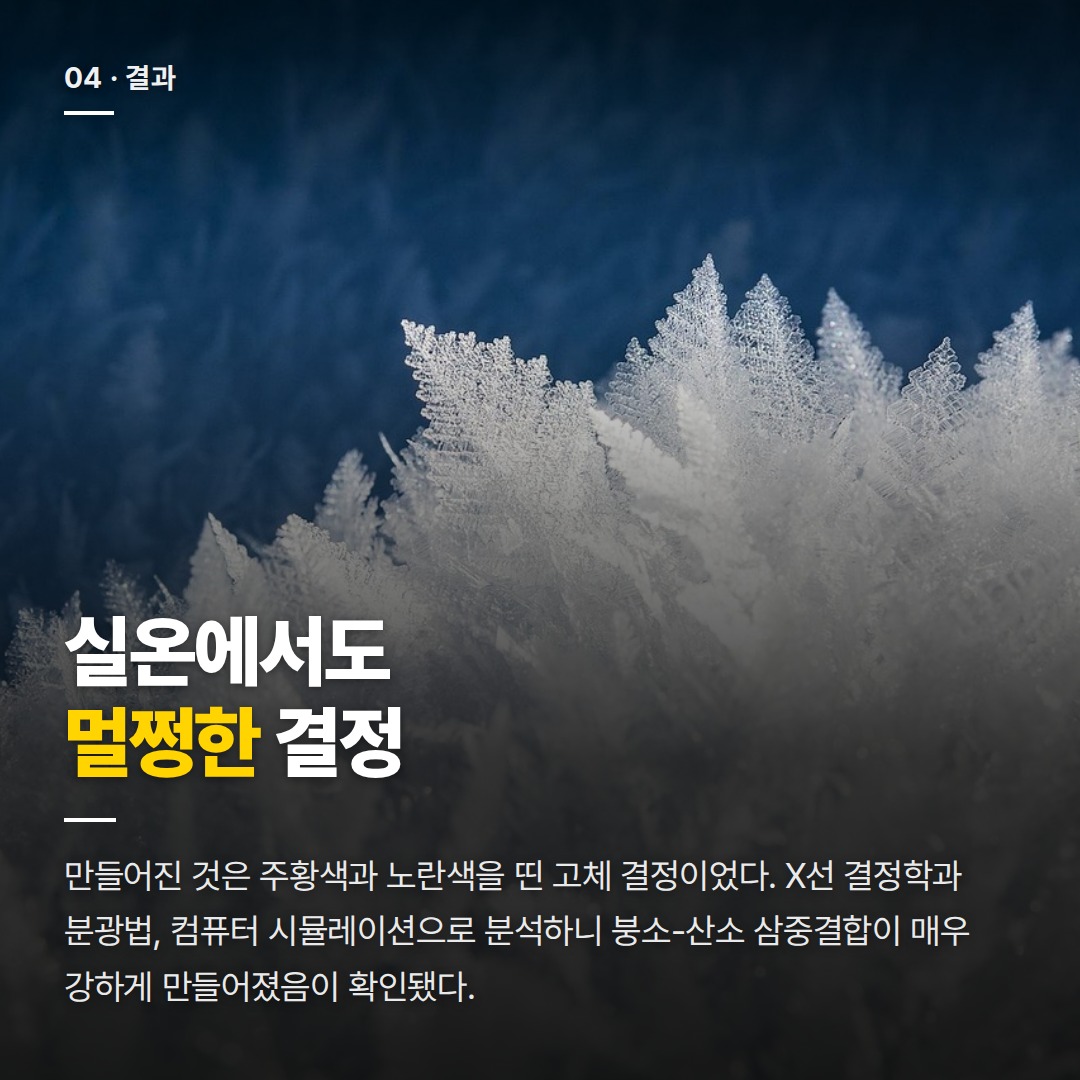 04 · 결과
실온에서도
멀쩡한 결정
만들어진 것은 주황색과 노란색을 띤 고체 결정이었다. X선 결정학과
분광법, 컴퓨터 시뮬레이션으로 분석하니 붕소-산소 삼중결합이 매우
강하게 만들어졌음이 확인됐다.